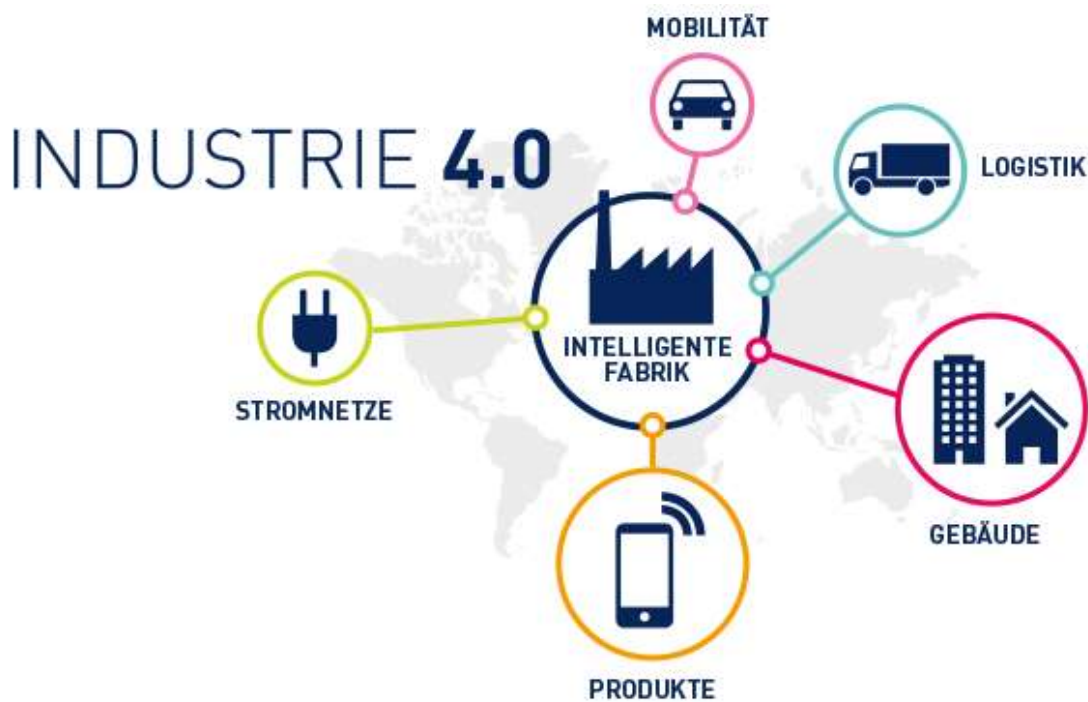 MOBILITÄT
INDUSTRIE 4.0
LOGISTIK
INTELLIGENTE
FABRIK
STROMNETZE
GEBÄUDE
PRODUKTE